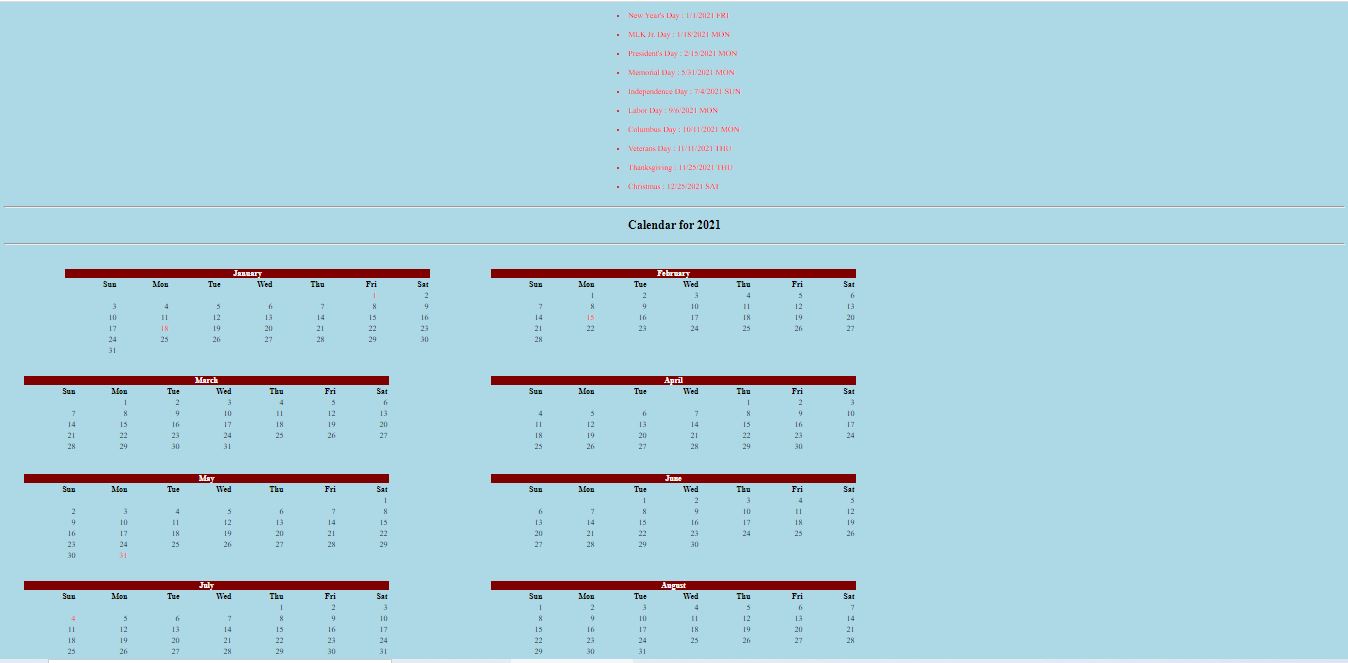 • New Year's Day : 1/1/2021 FRI
• MLK Jr. Day : 1/18/2021 MON
• President's Day : 2/15/2021 MON
• Memorial Day : 5/31/2021 MON
• Independence Day : 7/4/2021 SUN
• Labor Day : 9/6/2021 MON
• Columbus Day : 10/11/2021 MON
• Veterans Day : 11/11/2021 THU
• Thanksgiving : 11/25/2021 THU
• Christmas : 12/25/2021 SAT
Calendar for 2021
January
Sun Mon Tue Wed Thu Fri Sat
1 2
3 4 5 6 7 8 9
10 11 12 13 14 15 16
17 18 19 20 21 22 23
24 25 26 27 28 29 30
31
February
Sun Mon Tue Wed Thu Fri Sat
1 2 3 4 5 6
7 8 9 10 11 12 13
14 15 16 17 18 19 20
21 22 23 24 25 26 27
28
March
Sun Mon Tue Wed Thu Fri Sat
1 2 3 4 5 6
7 8 9 10 11 12 13
14 15 16 17 18 19 20
21 22 23 24 25 26 27
28 29 30 31
April
Sun Mon Tue Wed Thu Fri Sat
1 2 3
4 5 6 7 8 9 10
11 12 13 14 15 16 17
18 19 20 21 22 23 24
25 26 27 28 29 30
May
Sun Mon Tue Wed Thu Fri Sat
1
2 3 4 5 6 7 8
9 10 11 12 13 14 15
16 17 18 19 20 21 22
23 24 25 26 27 28 29
30 31
June
Sun Mon Tue Wed Thu Fri Sat
1 2 3 4 5
6 7 8 9 10 11 12
13 14 15 16 17 18 19
20 21 22 23 24 25 26
27 28 29 30
July
Sun Mon Tue Wed Thu Fri Sat
1 2 3
4 5 6 7 8 9 10
11 12 13 14 15 16 17
18 19 20 21 22 23 24
25 26 27 28 29 30 31
August
Sun Mon Tue Wed Thu Fri Sat
1 2 3 4 5 6 7
8 9 10 11 12 13 14
15 16 17 18 19 20 21
22 23 24 25 26 27 28
29 30 31